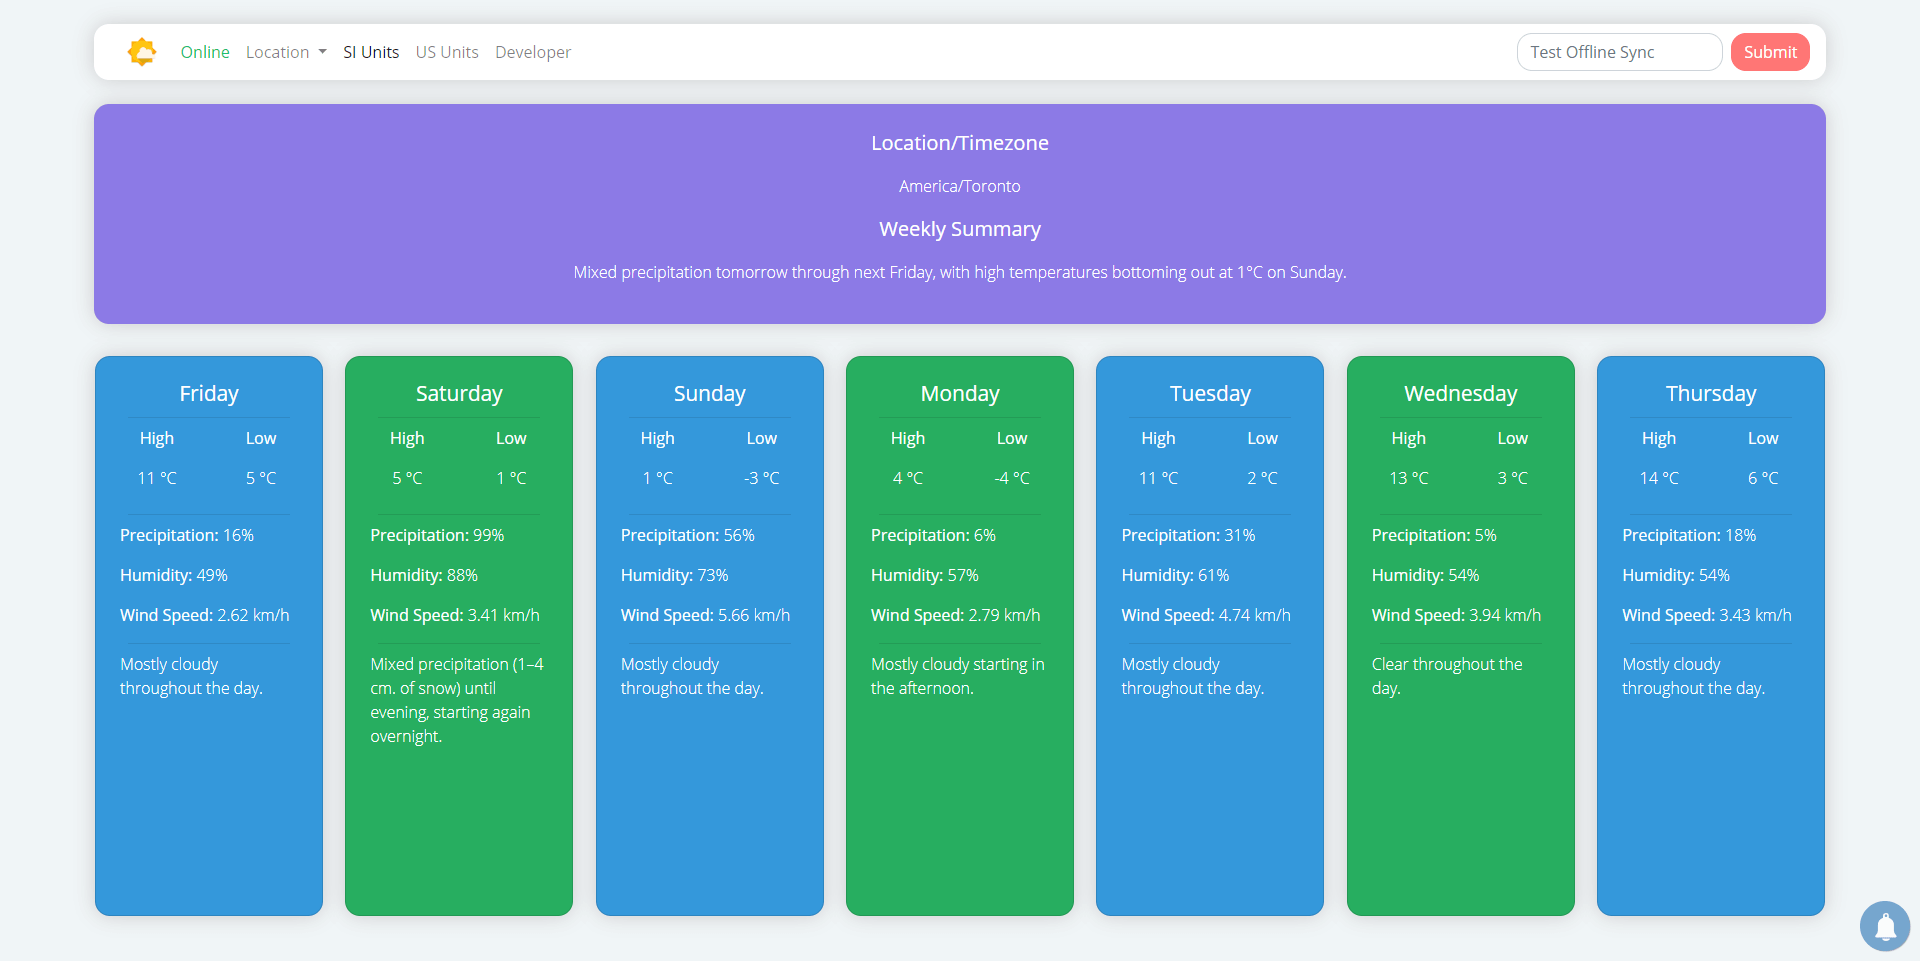 Online Location SI Units US Units Developer Test Offline Sync Submit
Location/Timezone
America/Toronto
Weekly Summary
Mixed precipitation tomorrow through next Friday, with high temperatures bottoming out at 1°C on Sunday.
Friday
High Low
11 °C 5 °C
Precipitation: 16%
Humidity: 49%
Wind Speed: 2.62 km/h
Mostly cloudy
throughout the day.
Saturday
High Low
5 °C 1 °C
Precipitation: 99%
Humidity: 88%
Wind Speed: 3.41 km/h
Mixed precipitation (1–4
cm. of snow) until
evening, starting again
overnight.
Sunday
High Low
1 °C -3 °C
Precipitation: 56%
Humidity: 73%
Wind Speed: 5.66 km/h
Mostly cloudy
throughout the day.
Monday
High Low
4 °C -4 °C
Precipitation: 6%
Humidity: 57%
Wind Speed: 2.79 km/h
Mostly cloudy starting in
the afternoon.
Tuesday
High Low
11 °C 2 °C
Precipitation: 31%
Humidity: 61%
Wind Speed: 4.74 km/h
Mostly cloudy
throughout the day.
Wednesday
High Low
13 °C 3 °C
Precipitation: 5%
Humidity: 54%
Wind Speed: 3.94 km/h
Clear throughout the
day.
Thursday
High Low
14 °C 6 °C
Precipitation: 18%
Humidity: 54%
Wind Speed: 3.43 km/h
Mostly cloudy
throughout the day.